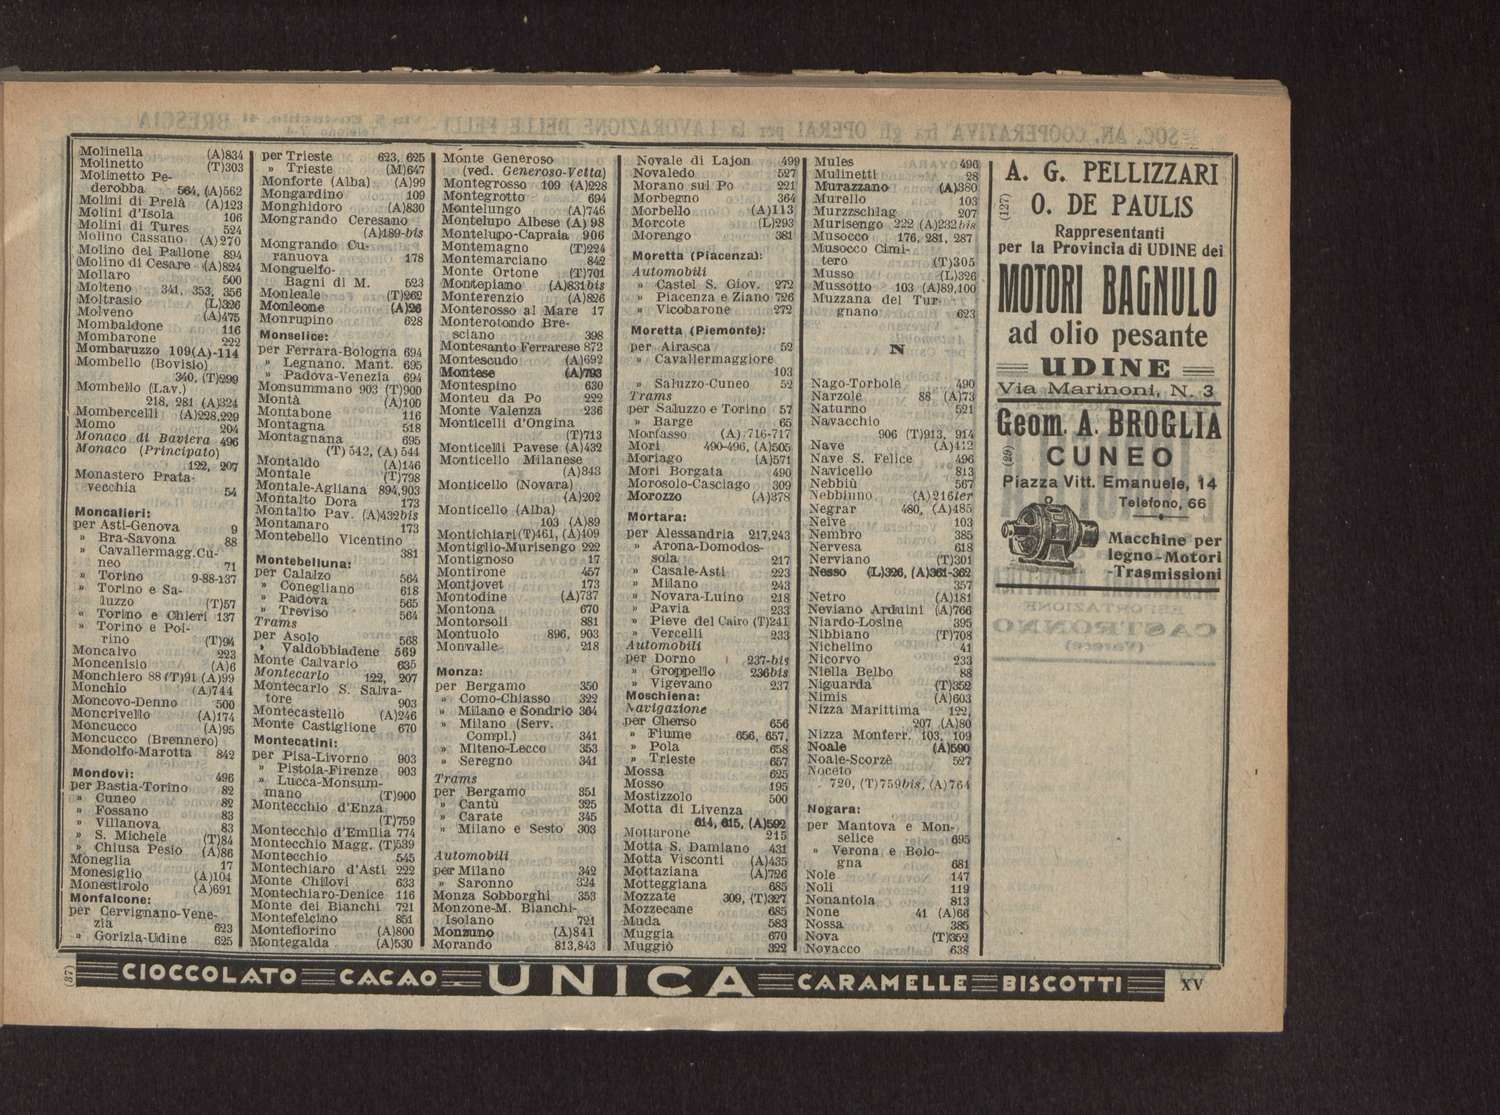 Molinella (A)834
Molinetto (T)303
Molinetto Pe-
derobba 564, (A)562
Molini di Prelà (A)123
Molini d'Isola 106
Molini di Tures 524
Molino Cassano (A)270
Molino del Pallone 894
Molino di Cesare (A)824
Mollaro 500
Molteno 341, 353, 356
Moltrasio (L)326
Molveno (A)475
Mombaldone 116
Mombarone 222
Mombaruzzo 109(A)-114
Mombello (Bovisio)
340, (T)299
Mombello (Lav.)
218, 281 (A)324
Mombercelli (A)228,229
Momo 204
Monaco di Baviera 496
Monaco (Principato)
122, 207
Monastero Prata-
vecchia 54
Moncalieri:
per Asti-Genova 9
» Bra-Savona 88
» Cavallermagg.Cu-
neo 71
» Torino 9-88-137
» Torino e Sa-
luzzo (T)57
» Torino e Chieri 137
» Torino e Poi-
rino (T)94
Moncalvo 223
Moncenisio (A)6
Monchiero 88 (T)91 (A)99
Monchio (A)744
Moncovo-Denno 500
Moncrivello (A)174
Moncucco (A)95
Moncucco (Brennero)
Mondolfo-Marotta 842
Mondovì: 496
per Bastia-Torino 82
» Cuneo 82
» Fossano 83
» Villanova 83
» S. Michele (T)84
» Chiusa Pesio (A)86
Moneglia 17
Monesiglio (A)104
Monestirolo (A)691
Monfalcone:
per Cervignano-Vene-
zia 623
» Gorizia-Udine 625
per Trieste 623, 625
» Trieste (M)647
Monforte (Alba) (A)99
Mongardino 109
Monghidoro (A)830
Mongrando Ceresano
(A)189-bis
Mongrando Cu-
ranuova 178
Monguelfo-
Bagni di M. 523
Monleale (T)262
Monleone (A)26
Monrupino 628
Monselice:
per Ferrara-Bologna 694
» Legnano. Mant. 695
» Padova-Venezia 694
Monsummano 903 (T)900
Montà (A)100
Montabone 116
Montagna 518
Montagnana 695
(T) 542, (A) 544
Montaldo (A)146
Montale (T)798
Montale-Agliana 894,903
Montalto Dora 173
Montalto Pav. (A)432bis
Montamaro 173
Montebello Vicentino
381
Montebelluna:
per Calalzo 564
» Conegliano 618
» Padova 565
» Treviso 564
Trams
per Asolo 568
» Valdobbiadene 569
Monte Calvario 635
Montecarlo 122, 207
Montecarlo S. Salva-
tore 903
Montecastello (A)246
Monte Castiglione 670
Montecatini:
per Pisa-Livorno 903
» Pistoia-Firenze 903
» Lucca-Monsum-
mano (T)900
Montecchio d'Enza
(T)759
Montecchio d'Emilia 774
Montecchio Magg. (T)539
Montecchio 545
Montechiaro d'Asti 222
Monte Chilovi 633
Montechiaro-Denice 116
Monte dei Bianchi 721
Montefelcino 851
Montefiorino (A)800
Montegalda (A)530
Monte Generoso
(ved. Generoso-Vetta)
Montegrosso 109 (A)228
Montegrotto 694
Montelungo (A)746
Montelupo Albese (A) 98
Montelupo-Capraia 906
Montemagno (T)224
Montemarciano 842
Monte Ortone (T)701
Montepiano (A)831bis
Monterenzio (A)826
Monterosso al Mare 17
Monterotondo Bre-
sciano 398
Montesanto Ferrarese 872
Montescudo (A)692
Montese (A)793
Montespino 630
Monteu da Po 222
Monte Valenza 236
Monticelli d'Ongina
(T)713
Monticelli Pavese (A)432
Monticello Milanese
(A)343
Monticello (Novara)
(A)202
Monticello (Alba)
103 (A)89
Montichiari(T)461, (A)409
Montiglio-Murisengo 222
Montignoso 17
Montirone 457
Montjovet 173
Montodine (A)737
Montona 670
Montorsoli 881
Montuolo 896, 903
Monvalle 218
Monza:
per Bergamo 350
» Como-Chiasso 322
» Milano e Sondrio 364
» Milano (Serv.
Compl.) 341
» Mlteno-Lecco 353
» Seregno 341
Trams
per Bergamo 351
» Cantù 325
» Carate 345
» Milano e Sesto 303
Automobili
per Milano 342
» Saronno 324
Monza Sobborghi 353
Monzone-M. Bianchi-
Isolano 721
Monzuno (A)841
Morando 813,843
Novale di Lajon 499
Novaledo 527
Morano sul Po 221
Morbegno 364
Morbello (A)113
Morcote (L)293
Morengo 381
Moretta (Piacenza):
Automobili
» Castel S. Giov. 272
» Piacenza e Ziano 726
» Vicobarone 272
Moretta (Piemonte):
per Airasca 52
» Cavallermaggiore
103
» Saluzzo-Cuneo 52
Trams
per Saluzzo e Torino 57
» Barge 65
Morfasso (A) 716-717
Mori 490-496, (A)505
Moriago (A)571
Mori Borgata 490
Morosolo-Casciago 309
Morozzo (A)378
Mortara:
per Alessandria 217,243
» Arona-Domodos-
sola 217
» Casale-Asti 223
» Milano 243
» Novara-Luino 218
» Pavia 233
» Pieve del Cairo (T)241
» Vercelli 233
Automobili
per Dorno 237-bis
» Groppello 236bis
» Vigevano 237
Moschiena:
Navigazione
per Cherso 656
» Fiume 656, 657,
» Pola 658
» Trieste 657
Mossa 625
Mosso 195
Mostizzolo 500
Motta di Livenza
614, 615, (A)592
Mottarone 215
Motta S. Damiano 431
Motta Visconti (A)435
Mottaziana (A)726
Motteggiana 685
Mozzate 309, (T)327
Mozzecane 685
Muda 583
Muggia 670
Muggiò 322
Mules 496
Mulinetti 28
Murazzano (A)380
Murello 103
Murzzschlag 207
Murisengo 222 (A)232bis
Musocco 176, 281, 287
Musocco Cimi-
tero (T)305
Musso (L)326
Mussotto 103 (A)89,100
Muzzana del Tur-
gnano 623
N
Nago-Torbole 490
Narzole 88 (A)73
Naturno 521
Navacchio
906 (T)913, 914
Nave (A)412
Nave S. Felice 496
Navicello 813
Nebbiù 567
Nebbiuno (A)216ter
Negrar 480, (A)485
Neive 103
Nembro 385
Nervesa 618
Nerviano (T)301
Nesso (L)326, (A)361-362
357
Netro (A)181
Neviano Arduini (A)766
Niardo-Losine 395
Nibbiano (T)708
Nichelino 41
Nicorvo 233
Niella Belbo 88
Niguarda (T)352
Nimis (A)603
Nizza Marittima 122,
207 (A)80
Nizza Monferr. 103, 109
Noale (A)590
Noale-Scorzè 527
Noceto
720, (T)759bis, (A)764
Nogara:
per Mantova e Mon-
selice 695
» Verona e Bolo-
gna 681
Nole 147
Noli 119
Nonantola 813
None 41 (A)66
Nossa 385
Nova (T)352
Novacco 638
(127)
A. G. PELLIZZARI
O. DE PAULIS
Rappresentanti
per la Provincia di UDINE dei
MOTORI BAGNULO
ad olio pesante
UDINE
Via Marinoni, N. 3
(29)
Geom. A. BROGLIA
CUNEO
Piazza Vitt. Emanuele, 14
Telefono, 66
Macchine per
legno-Motori
-Trasmissioni
(87)
CIOCCOLATO CACAO UNICA CARAMELLE BISCOTTI
XV